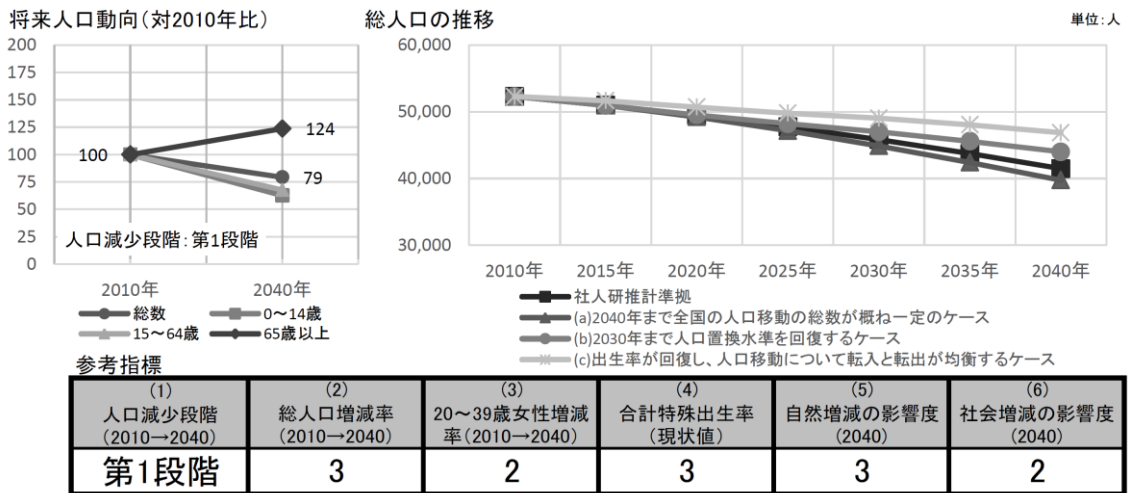 将来人口動向(対2010年比)
200
175
150
125
100
75
50
25
0
100
124
79
人口減少段階:第1段階
2010年 2040年
総数 0~14歳
15~64歳 65歳以上
総人口の推移
単位:人
60,000
50,000
40,000
30,000
2010年 2015年 2020年 2025年 2030年 2035年 2040年
社人研推計準拠
(a)2040年まで全国の人口移動の総数が概ね一定のケース
(b)2030年まで人口置換水準を回復するケース
(c)出生率が回復し、人口移動について転入と転出が均衡するケース
参考指標
(1)
人口減少段階
(2010→2040)
第1段階
(2)
総人口増減率
(2010→2040)
3
(3)
20~39歳女性増減
率(2010→2040)
2
(4)
合計特殊出生率
(現状値)
3
(5)
自然増減の影響度
(2040)
3
(6)
社会増減の影響度
(2040)
2